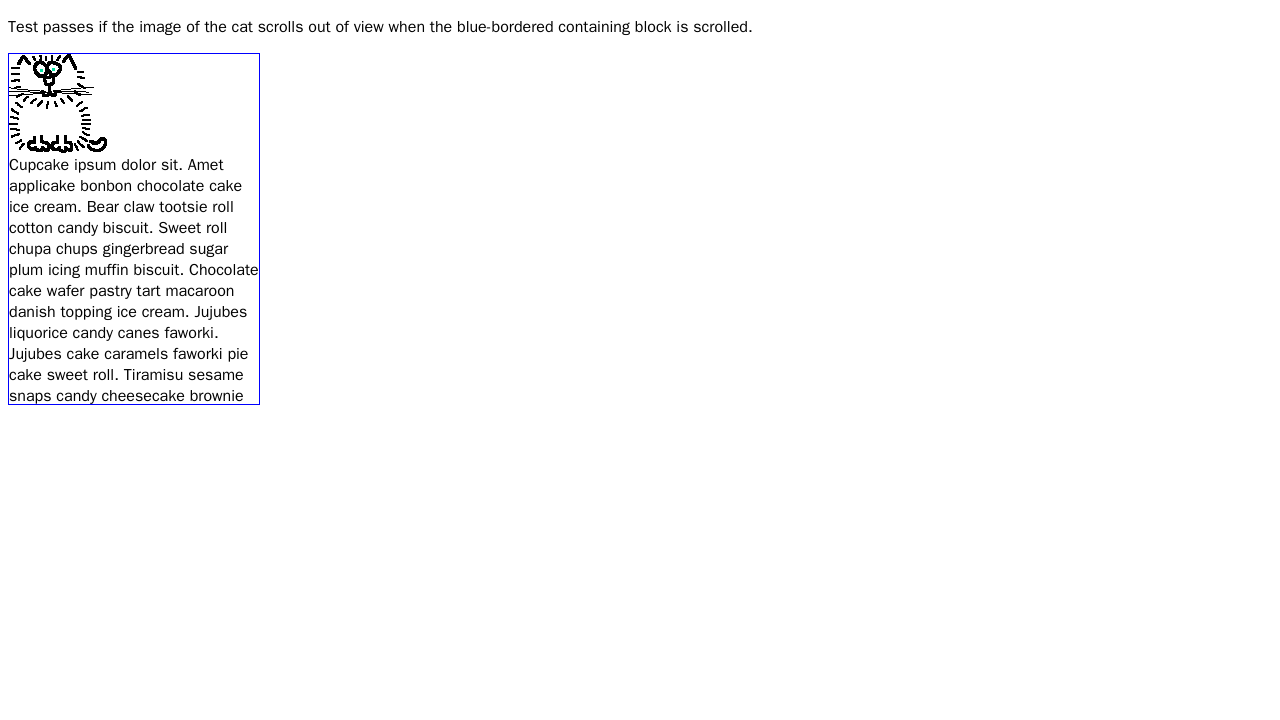 Test passes if the image of the cat scrolls out of view when the blue-bordered containing block is scrolled.
Cupcake ipsum dolor sit. Amet
applicake bonbon chocolate cake
ice cream. Bear claw tootsie roll
cotton candy biscuit. Sweet roll
chupa chups gingerbread sugar
plum icing muffin biscuit. Chocolate
cake wafer pastry tart macaroon
danish topping ice cream. Jujubes
liquorice candy canes faworki.
Jujubes cake caramels faworki pie
cake sweet roll. Tiramisu sesame
snaps candy cheesecake brownie